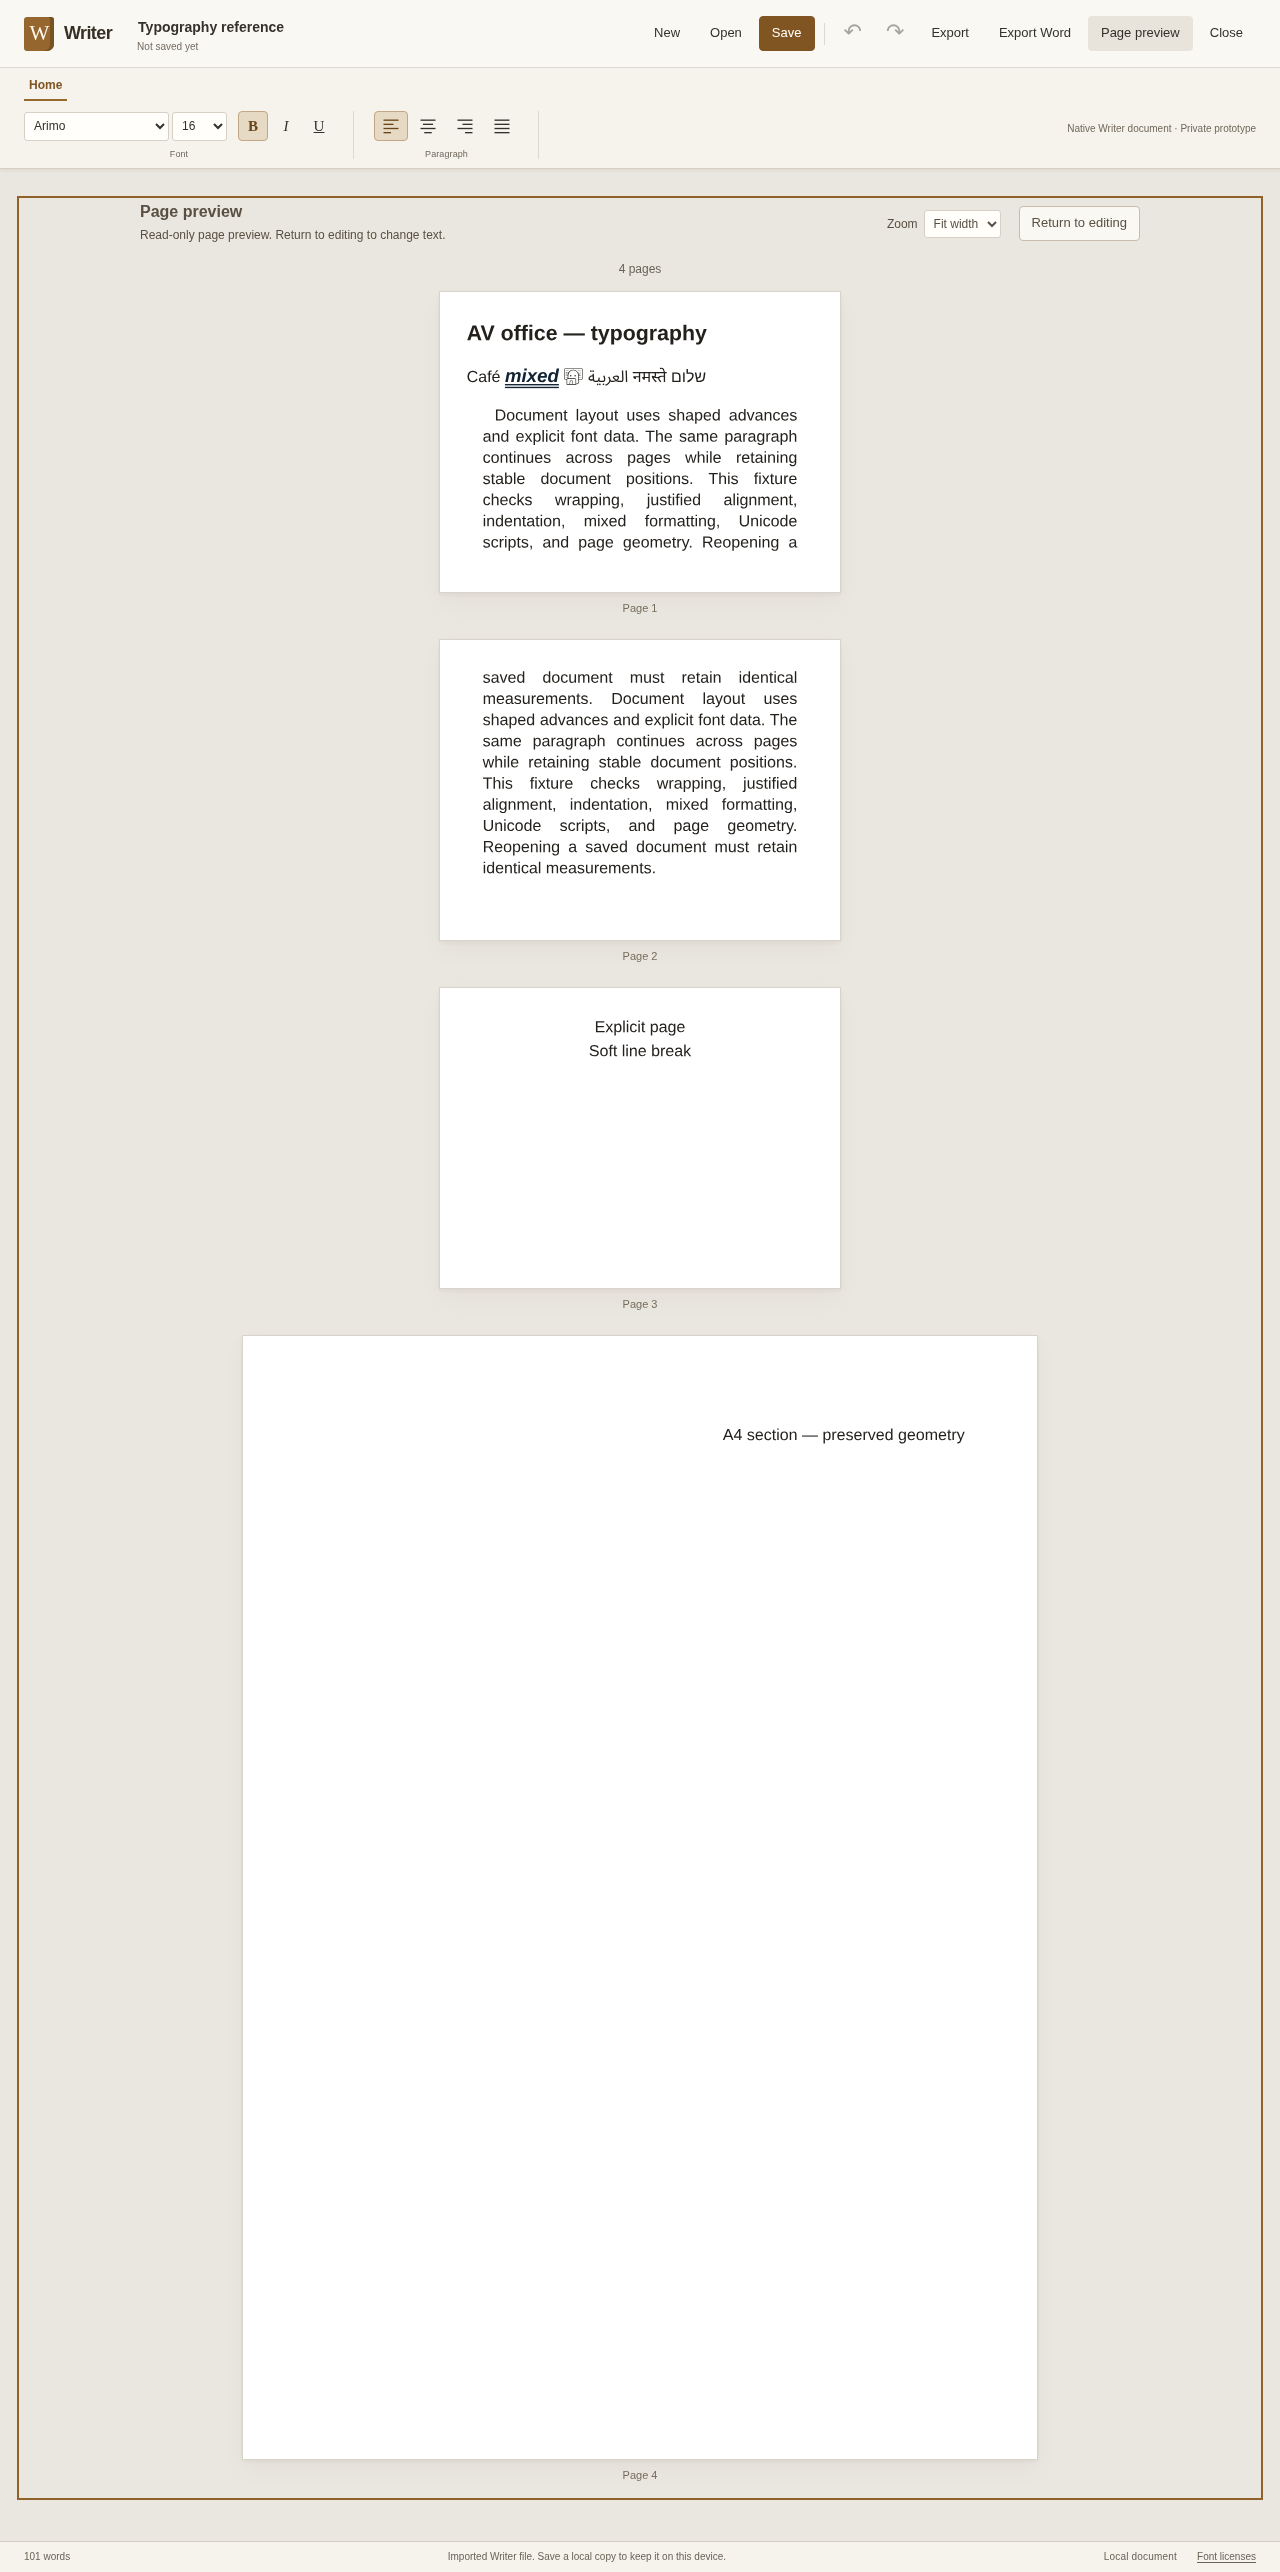 W Writer
Typography reference
Not saved yet
New Open Save Export Export Word Page preview Close
Home
Arimo 16 B I U
Font
Paragraph
Native Writer document · Private prototype
Page preview
Read-only page preview. Return to editing to change text.
Zoom Fit width Return to editing
4 pages
AV office — typography
Café mixed العربية नमस्ते שלום
Document layout uses shaped advances
and explicit font data. The same paragraph
continues across pages while retaining
stable document positions. This fixture
checks wrapping, justified alignment,
indentation, mixed formatting, Unicode
scripts, and page geometry. Reopening a
Page 1
saved document must retain identical
measurements. Document layout uses
shaped advances and explicit font data. The
same paragraph continues across pages
while retaining stable document positions.
This fixture checks wrapping, justified
alignment, indentation, mixed formatting,
Unicode scripts, and page geometry.
Reopening a saved document must retain
identical measurements.
Page 2
Explicit page
Soft line break
Page 3
A4 section — preserved geometry
Page 4
101 words
Imported Writer file. Save a local copy to keep it on this device.
Local document Font licenses